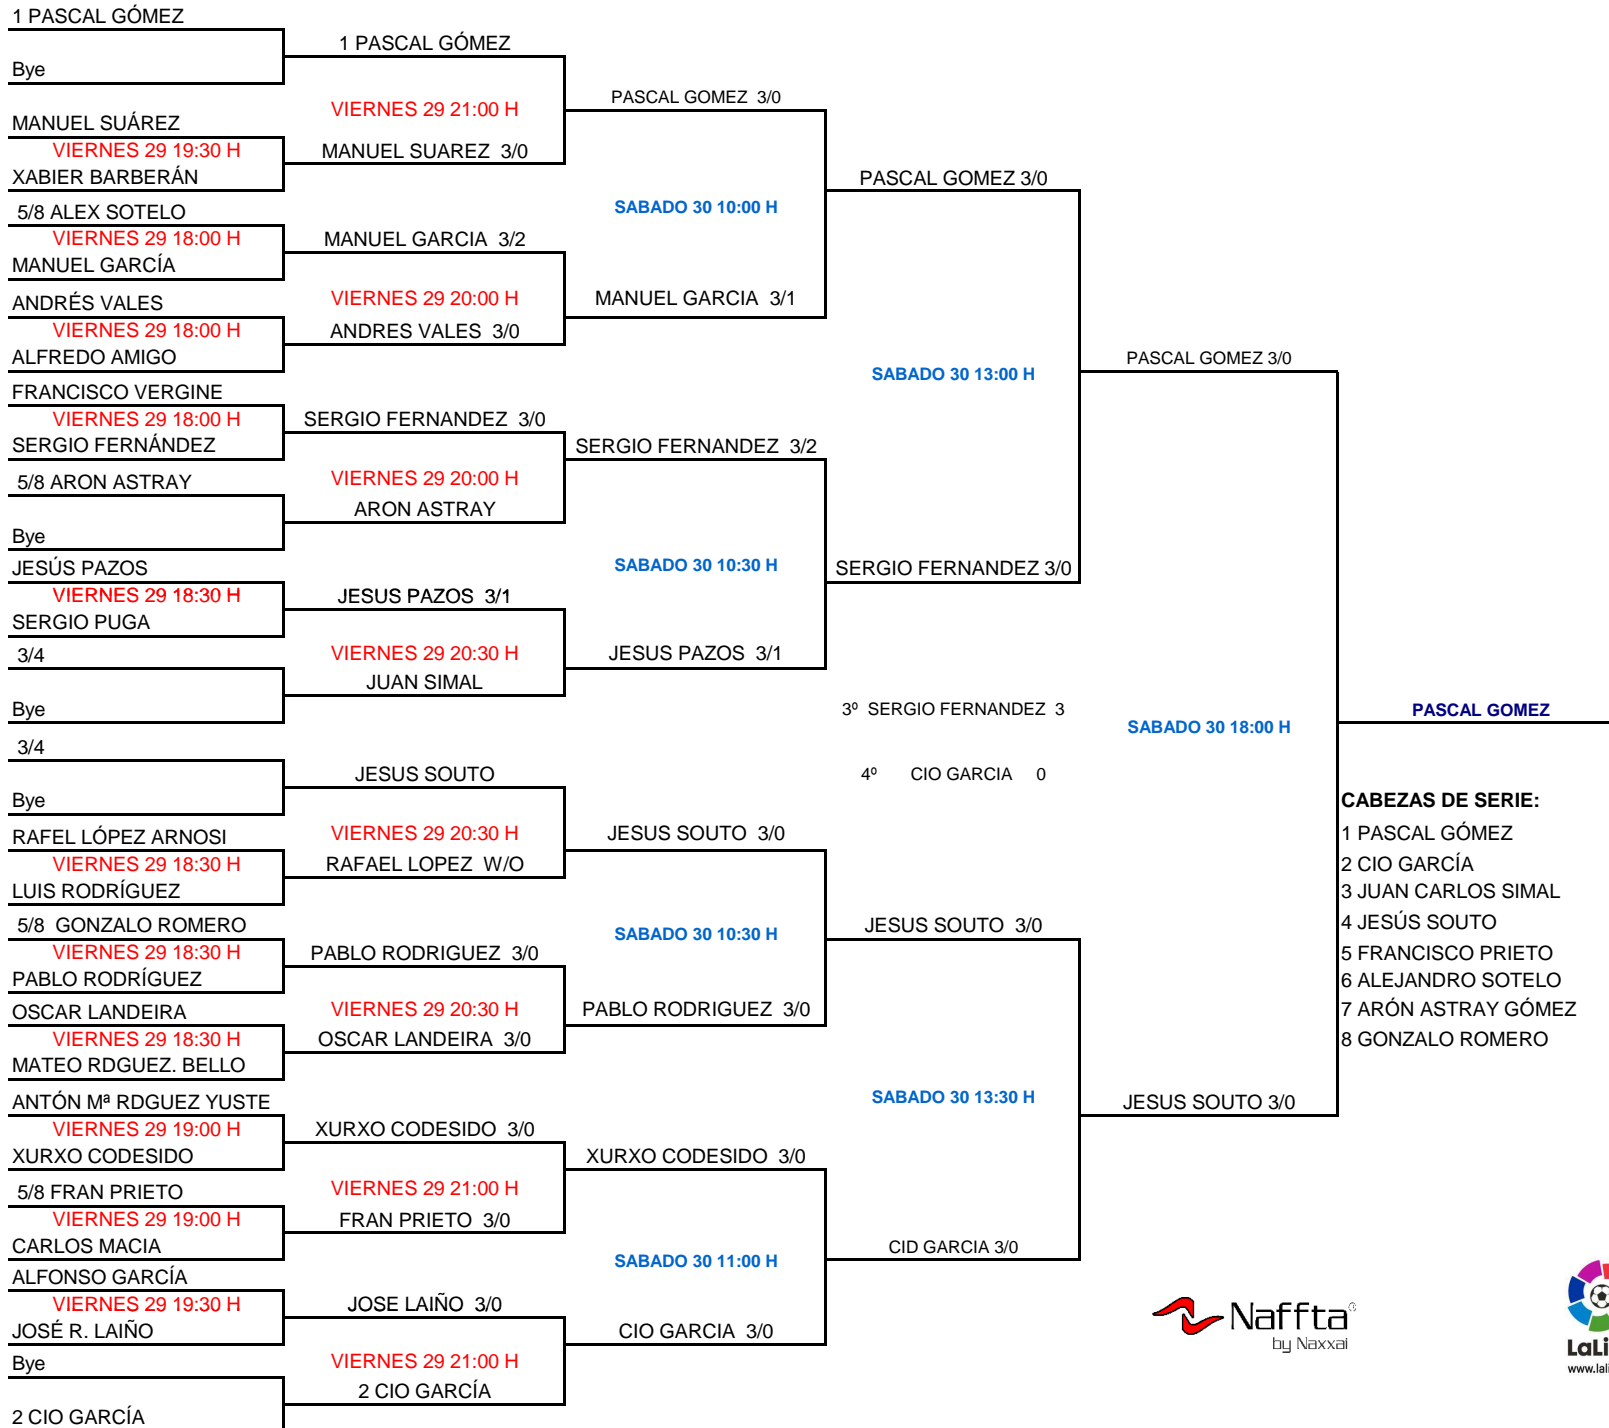 1 PASCAL GÓMEZ
Bye
MANUEL SUÁREZ
VIERNES 29 19:30 H
XABIER BARBERÁN
5/8 ALEX SOTELO
VIERNES 29 18:00 H
MANUEL GARCÍA
ANDRÉS VALES
VIERNES 29 18:00 H
ALFREDO AMIGO
FRANCISCO VERGINE
VIERNES 29 18:00 H
SERGIO FERNÁNDEZ
5/8 ARON ASTRAY
Bye
JESÚS PAZOS
VIERNES 29 18:30 H
SERGIO PUGA
3/4
Bye
3/4
Bye
RAFEL LÓPEZ ARNOSI
VIERNES 29 18:30 H
LUIS RODRÍGUEZ
5/8 GONZALO ROMERO
VIERNES 29 18:30 H
PABLO RODRÍGUEZ
OSCAR LANDEIRA
VIERNES 29 18:30 H
MATEO RDGUEZ. BELLO
ANTÓN Mª RDGUEZ YUSTE
VIERNES 29 19:00 H
XURXO CODESIDO
5/8 FRAN PRIETO
VIERNES 29 19:00 H
CARLOS MACIA
ALFONSO GARCÍA
VIERNES 29 19:30 H
JOSÉ R. LAIÑO
Bye
2 CIO GARCÍA
1 PASCAL GÓMEZ
VIERNES 29 21:00 H
MANUEL SUAREZ 3/0
MANUEL GARCIA 3/2
VIERNES 29 20:00 H
ANDRES VALES 3/0
SERGIO FERNANDEZ 3/0
VIERNES 29 20:00 H
ARON ASTRAY
JESUS PAZOS 3/1
VIERNES 29 20:30 H
JUAN SIMAL
JESUS SOUTO
VIERNES 29 20:30 H
RAFAEL LOPEZ W/O
PABLO RODRIGUEZ 3/0
VIERNES 29 20:30 H
OSCAR LANDEIRA 3/0
XURXO CODESIDO 3/0
VIERNES 29 21:00 H
FRAN PRIETO 3/0
JOSE LAIÑO 3/0
VIERNES 29 21:00 H
2 CIO GARCÍA
PASCAL GOMEZ 3/0
SABADO 30 10:00 H
MANUEL GARCIA 3/1
SERGIO FERNANDEZ 3/2
SABADO 30 10:30 H
JESUS PAZOS 3/1
JESUS SOUTO 3/0
SABADO 30 10:30 H
PABLO RODRIGUEZ 3/0
XURXO CODESIDO 3/0
SABADO 30 11:00 H
CIO GARCIA 3/0
PASCAL GOMEZ 3/0
SABADO 30 13:00 H
SERGIO FERNANDEZ 3/0
3º SERGIO FERNANDEZ 3
4º CIO GARCIA 0
JESUS SOUTO 3/0
SABADO 30 13:30 H
CID GARCIA 3/0
PASCAL GOMEZ 3/0
SABADO 30 18:00 H
JESUS SOUTO 3/0
PASCAL GOMEZ
CABEZAS DE SERIE:
1 PASCAL GÓMEZ
2 CIO GARCÍA
3 JUAN CARLOS SIMAL
4 JESÚS SOUTO
5 FRANCISCO PRIETO
6 ALEJANDRO SOTELO
7 ARÓN ASTRAY GÓMEZ
8 GONZALO ROMERO
Naffta
by Naxxai
LaLi
www.lali